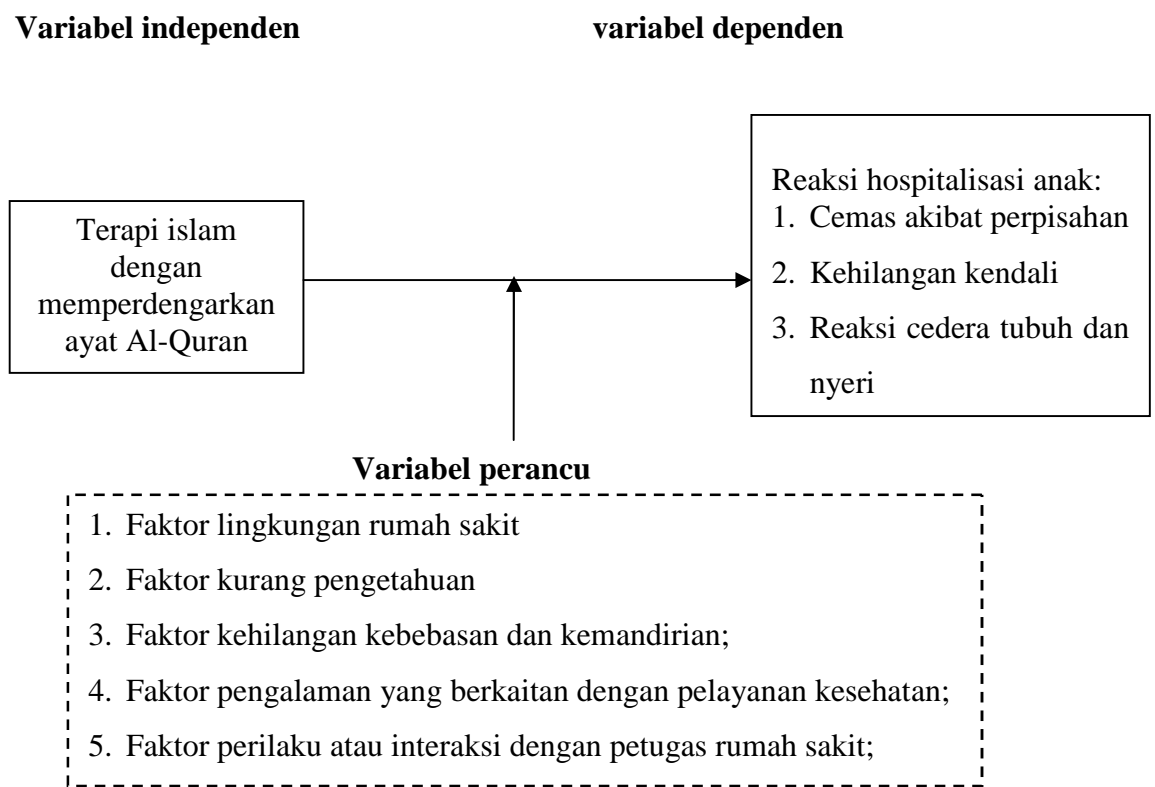 Variabel independen
variabel dependen
Terapi islam
dengan
memperdengarkan
ayat Al-Quran
Reaksi hospitalisasi anak:
1. Cemas akibat perpisahan
2. Kehilangan kendali
3. Reaksi cedera tubuh dan
nyeri
Variabel perancu
1. Faktor lingkungan rumah sakit
2. Faktor kurang pengetahuan
3. Faktor kehilangan kebebasan dan kemandirian;
4. Faktor pengalaman yang berkaitan dengan pelayanan kesehatan;
5. Faktor perilaku atau interaksi dengan petugas rumah sakit;